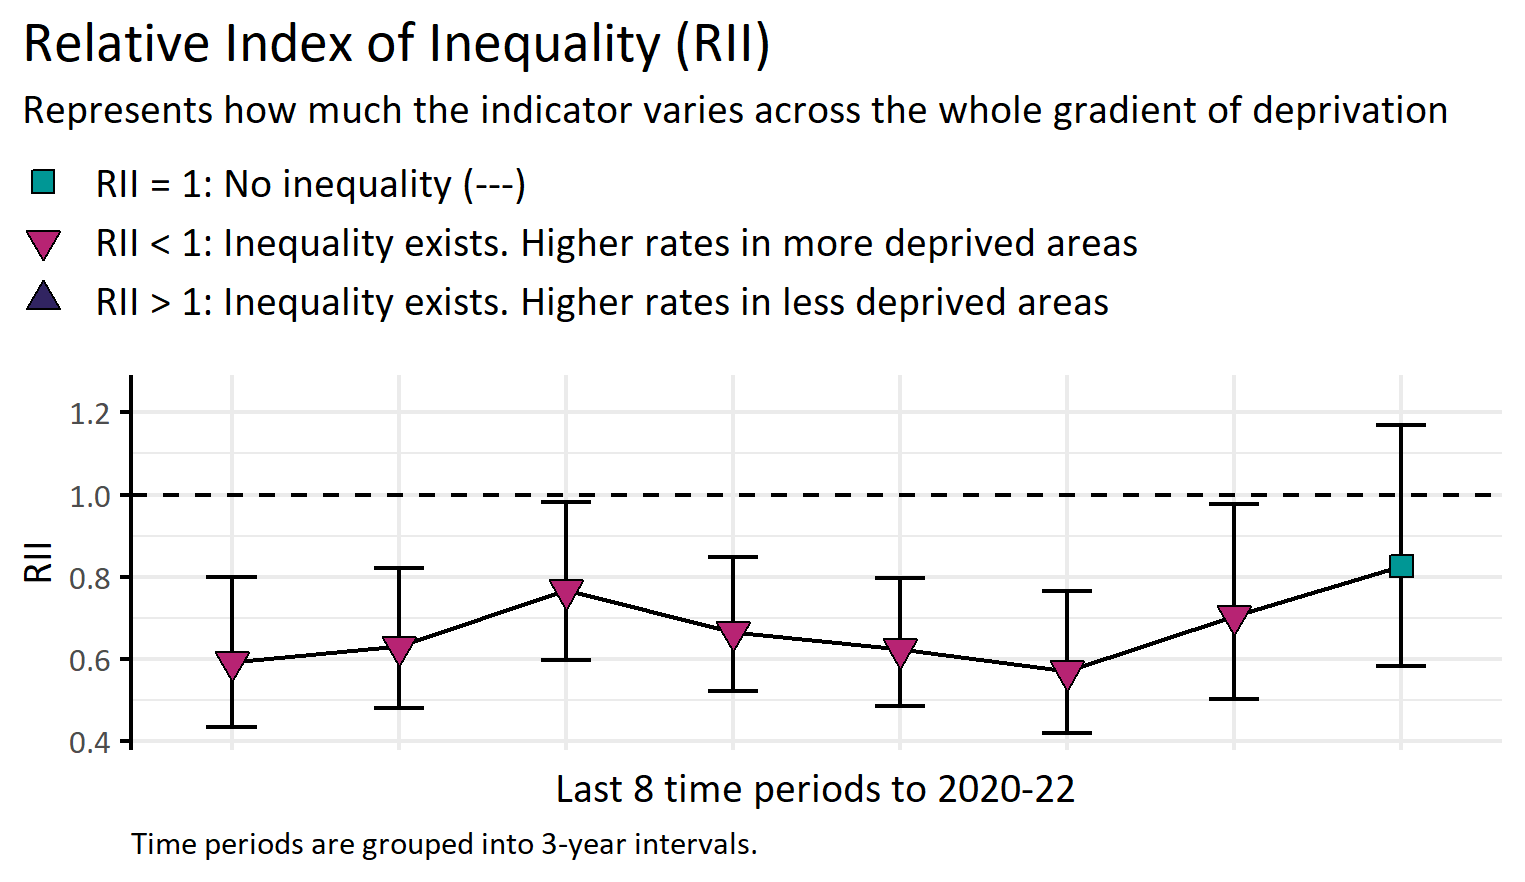 Relative Index of Inequality (RII)
Represents how much the indicator varies across the whole gradient of deprivation
RII = 1: No inequality (---)
RII < 1: Inequality exists. Higher rates in more deprived areas
RII > 1: Inequality exists. Higher rates in less deprived areas
1.2
1.0
0.8
0.6
0.4
RII
Last 8 time periods to 2020-22
Time periods are grouped into 3-year intervals.